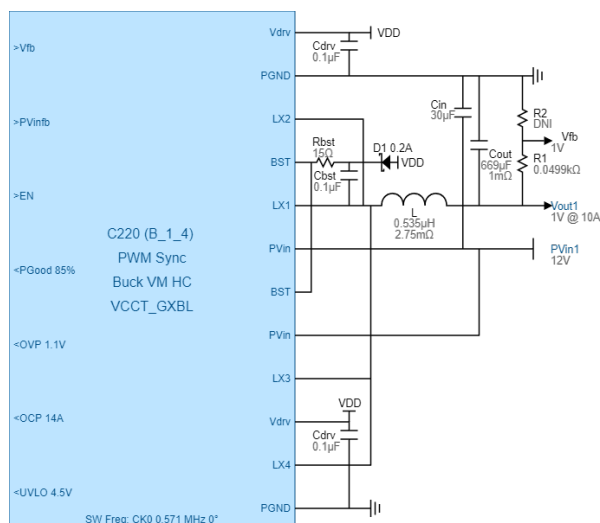 Vdrv
VDD
Cdrv
0.1µF
>Vfb
PGND
Cin
30µF
R2
DNI
>PVinfb
LX2
Vfb
1V
Rbst
15Ω
D1 0.2A
Cout
669µF
1mΩ
R1
0.0499kΩ
BST
VDD
Cbst
0.1µF
>EN
LX1
Vout1
1V @ 10A
L
0.535µH
2.75mΩ
C220 (B_1_4)
PWM Sync
Buck VM HC
VCCT_GXBL
PVin
PVin1
12V
<PGood 85%
BST
PVin
<OVP 1.1V
LX3
VDD
<OCP 14A
Vdrv
Cdrv
0.1µF
LX4
<UVLO 4.5V
PGND
SW Freq: CK0 0.571 MHz 0°